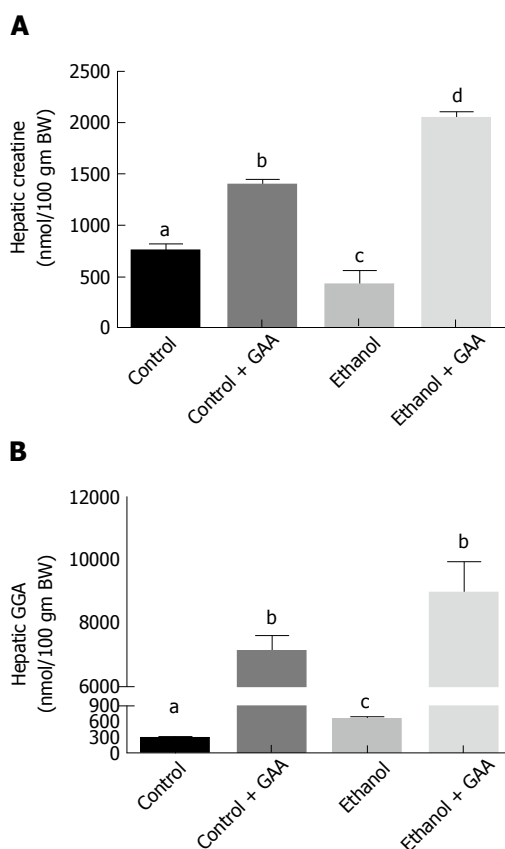 A
Hepatic creatine
(nmol/100 gm BW)
2500
2000
1500
1000
500
0
a
b
c
d
Control
Control + GAA
Ethanol
Ethanol + GAA
B
Hepatic GGA
(nmol/100 gm BW)
12000
10000
8000
6000
900
600
300
0
a
b
c
b
Control
Control + GAA
Ethanol
Ethanol + GAA